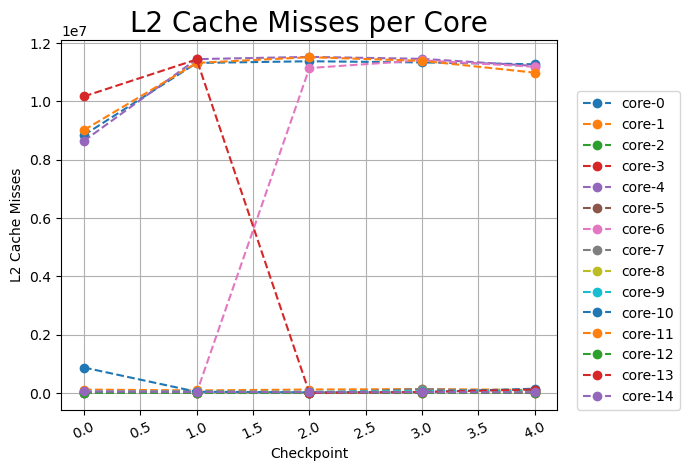 L2 Cache Misses per Core
1e7
1.2
1.0
0.8
0.6
0.4
0.2
0.0
L2 Cache Misses
0.0 0.5 1.0 1.5 2.0 2.5 3.0 3.5 4.0
Checkpoint
core-0
core-1
core-2
core-3
core-4
core-5
core-6
core-7
core-8
core-9
core-10
core-11
core-12
core-13
core-14